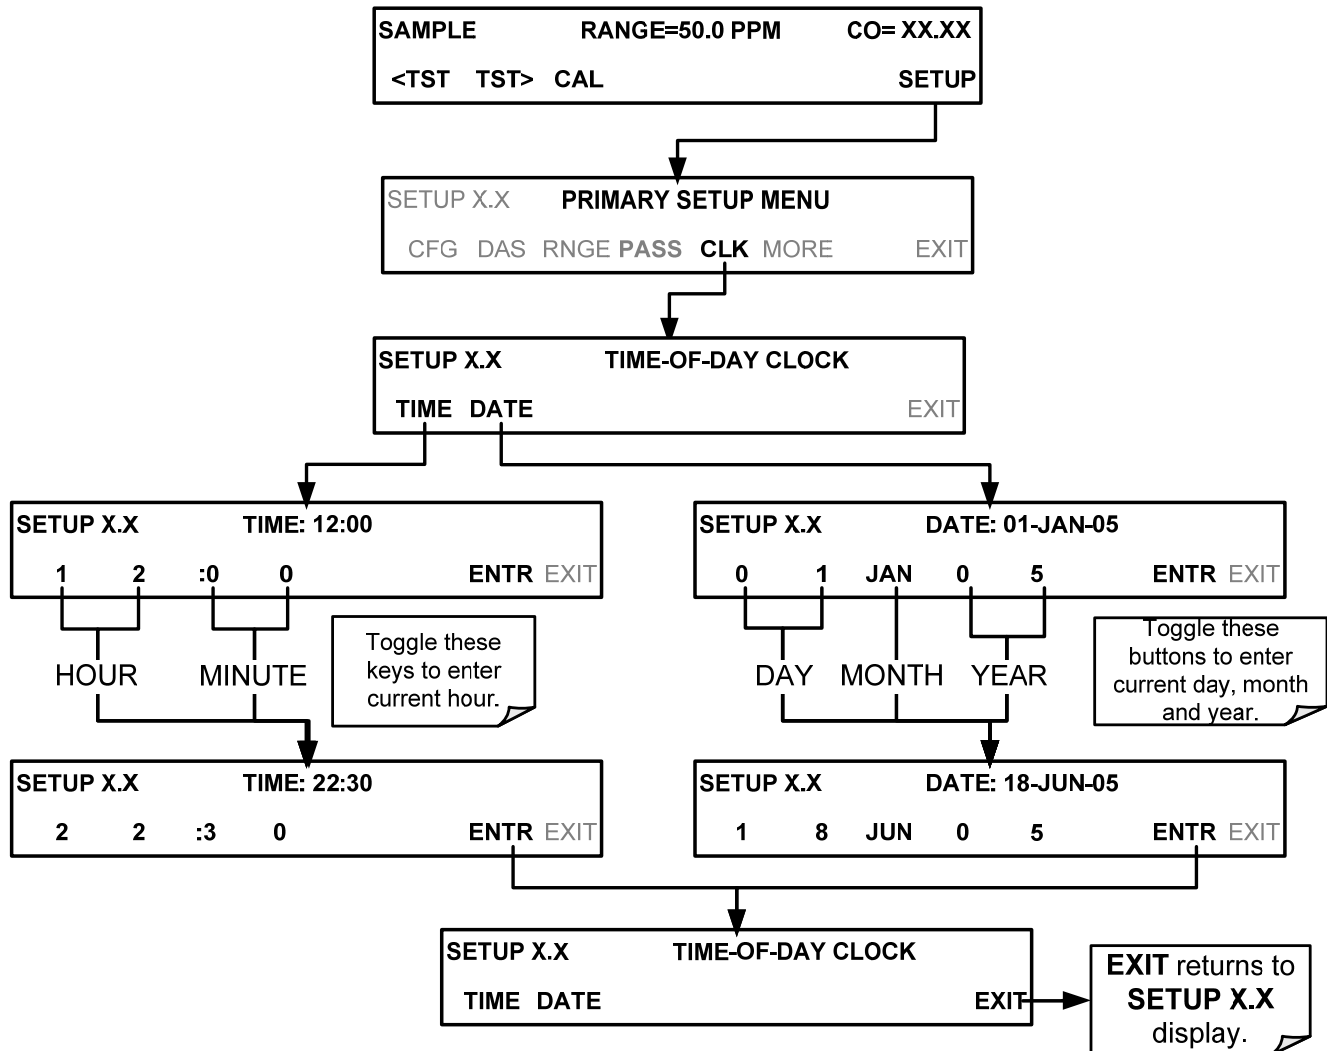 SAMPLE RANGE=50.0 PPM CO= XX.XX
<TST TST> CAL SETUP
SETUP X.X PRIMARY SETUP MENU
CFG DAS RNGE PASS CLK MORE EXIT
SETUP X.X TIME-OF-DAY CLOCK
TIME DATE EXIT
SETUP X.X TIME: 12:00
1 2 :0 0 ENTR EXIT
HOUR MINUTE
Toggle these
keys to enter
current hour.
SETUP X.X TIME: 22:30
2 2 :3 0 ENTR EXIT
SETUP X.X DATE: 01-JAN-05
0 1 JAN 0 5 ENTR EXIT
DAY MONTH YEAR
Toggle these
buttons to enter
current day, month
and year.
SETUP X.X DATE: 18-JUN-05
1 8 JUN 0 5 ENTR EXIT
SETUP X.X TIME-OF-DAY CLOCK
TIME DATE EXIT
EXIT returns to
SETUP X.X
display.